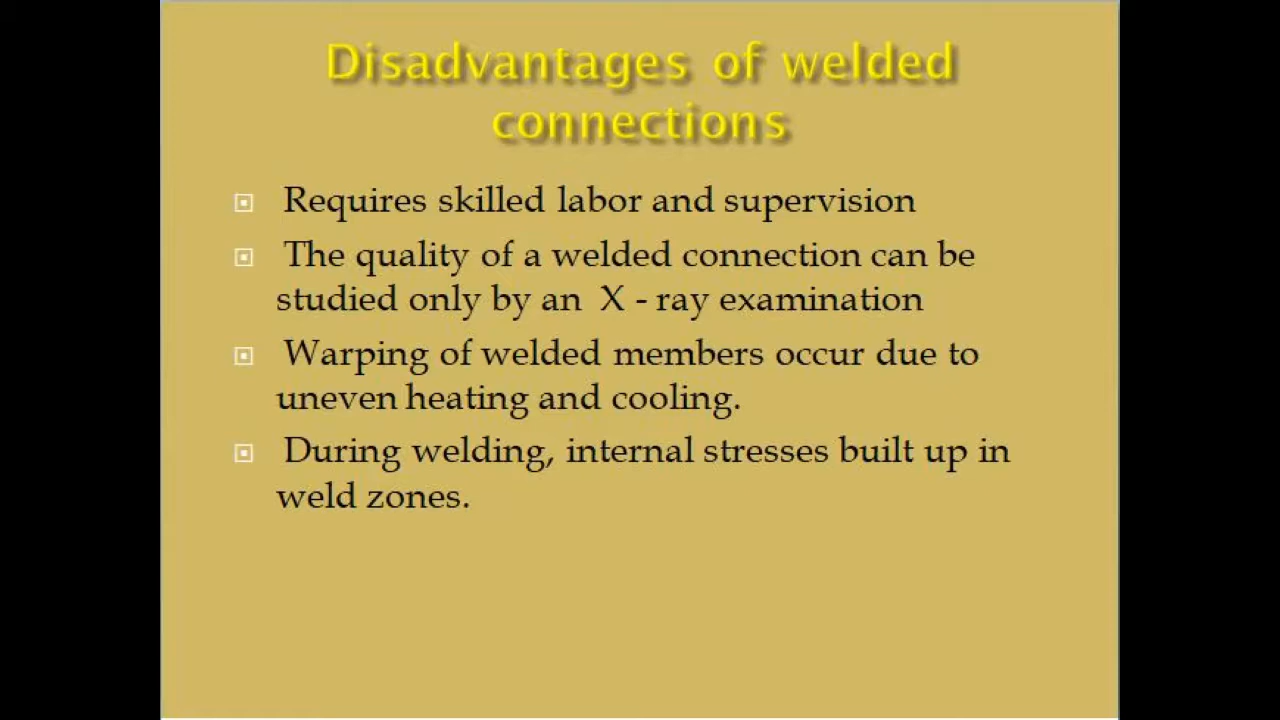 Disadvantages of welded
connections
Requires skilled labor and supervision
The quality of a welded connection can be
studied only by an X - ray examination
Warping of welded members occur due to
uneven heating and cooling.
During welding, internal stresses built up in
weld zones.